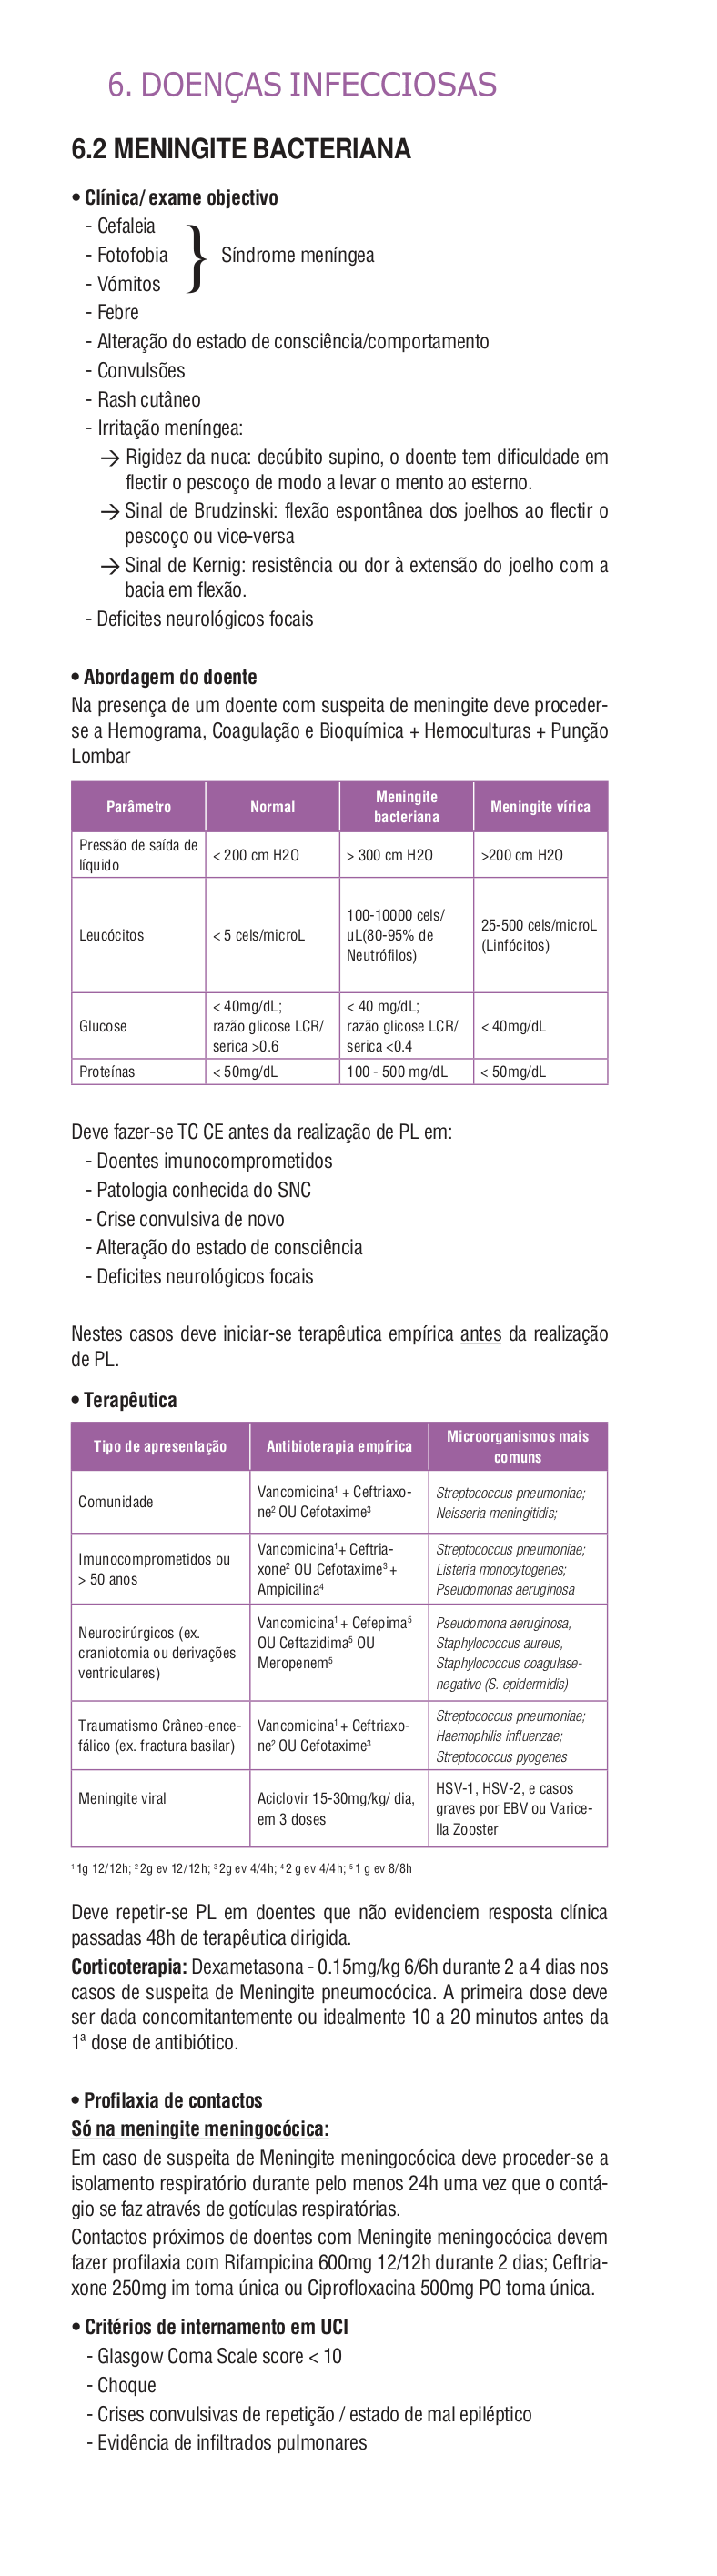 6. DOENÇAS INFECCIOSAS
6.2 MENINGITE BACTERIANA
• Clínica/ exame objectivo
- Cefaleia
- Fotofobia } Síndrome meníngea
- Vómitos
- Febre
- Alteração do estado de consciência/comportamento
- Convulsões
- Rash cutâneo
- Irritação meníngea:
→ Rigidez da nuca: decúbito supino, o doente tem dificuldade em
flectir o pescoço de modo a levar o mento ao esterno.
→ Sinal de Brudzinski: flexão espontânea dos joelhos ao flectir o
pescoço ou vice-versa
→ Sinal de Kernig: resistência ou dor à extensão do joelho com a
bacia em flexão.
- Deficites neurológicos focais
• Abordagem do doente
Na presença de um doente com suspeita de meningite deve proceder-
se a Hemograma, Coagulação e Bioquímica + Hemoculturas + Punção
Lombar
Parâmetro
Normal
Meningite
bacteriana
Meningite vírica
Pressão de saída de
líquido
< 200 cm H2O
> 300 cm H2O
>200 cm H2O
Leucócitos
< 5 cels/microL
100-10000 cels/
uL(80-95% de
Neutrófilos)
25-500 cels/microL
(Linfócitos)
Glucose
< 40mg/dL;
razão glicose LCR/
serica >0.6
< 40 mg/dL;
razão glicose LCR/
serica <0.4
< 40mg/dL
Proteínas
< 50mg/dL
100 - 500 mg/dL
< 50mg/dL
Deve fazer-se TC CE antes da realização de PL em:
- Doentes imunocomprometidos
- Patologia conhecida do SNC
- Crise convulsiva de novo
- Alteração do estado de consciência
- Deficites neurológicos focais
Nestes casos deve iniciar-se terapêutica empírica antes da realização
de PL.
• Terapêutica
Tipo de apresentação
Antibioterapia empírica
Microorganismos mais
comuns
Comunidade
Vancomicina¹ + Ceftriaxo-
ne² OU Cefotaxime³
Streptococcus pneumoniae;
Neisseria meningitidis;
Imunocomprometidos ou
> 50 anos
Vancomicina¹+ Ceftria-
xone² OU Cefotaxime³ +
Ampicilina⁴
Streptococcus pneumoniae;
Listeria monocytogenes;
Pseudomonas aeruginosa
Neurocirúrgicos (ex.
craniotomia ou derivações
ventriculares)
Vancomicina¹ + Cefepima⁵
OU Ceftazidima⁵ OU
Meropenem⁵
Pseudomona aeruginosa,
Staphylococcus aureus,
Staphylococcus coagulase-
negativo (S. epidermidis)
Traumatismo Crâneo-ence-
fálico (ex. fractura basilar)
Vancomicina¹ + Ceftriaxo-
ne² OU Cefotaxime³
Streptococcus pneumoniae;
Haemophilis influenzae;
Streptococcus pyogenes
Meningite viral
Aciclovir 15-30mg/kg/ dia,
em 3 doses
HSV-1, HSV-2, e casos
graves por EBV ou Varice-
lla Zooster
¹ 1g 12/12h; ² 2g ev 12/12h; ³ 2g ev 4/4h; ⁴ 2 g ev 4/4h; ⁵ 1 g ev 8/8h
Deve repetir-se PL em doentes que não evidenciem resposta clínica
passadas 48h de terapêutica dirigida.
Corticoterapia: Dexametasona - 0.15mg/kg 6/6h durante 2 a 4 dias nos
casos de suspeita de Meningite pneumocócica. A primeira dose deve
ser dada concomitantemente ou idealmente 10 a 20 minutos antes da
1ª dose de antibiótico.
• Profilaxia de contactos
Só na meningite meningocócica:
Em caso de suspeita de Meningite meningocócica deve proceder-se a
isolamento respiratório durante pelo menos 24h uma vez que o contá-
gio se faz através de gotículas respiratórias.
Contactos próximos de doentes com Meningite meningocócica devem
fazer profilaxia com Rifampicina 600mg 12/12h durante 2 dias; Ceftria-
xone 250mg im toma única ou Ciprofloxacina 500mg PO toma única.
• Critérios de internamento em UCI
- Glasgow Coma Scale score < 10
- Choque
- Crises convulsivas de repetição / estado de mal epiléptico
- Evidência de infiltrados pulmonares